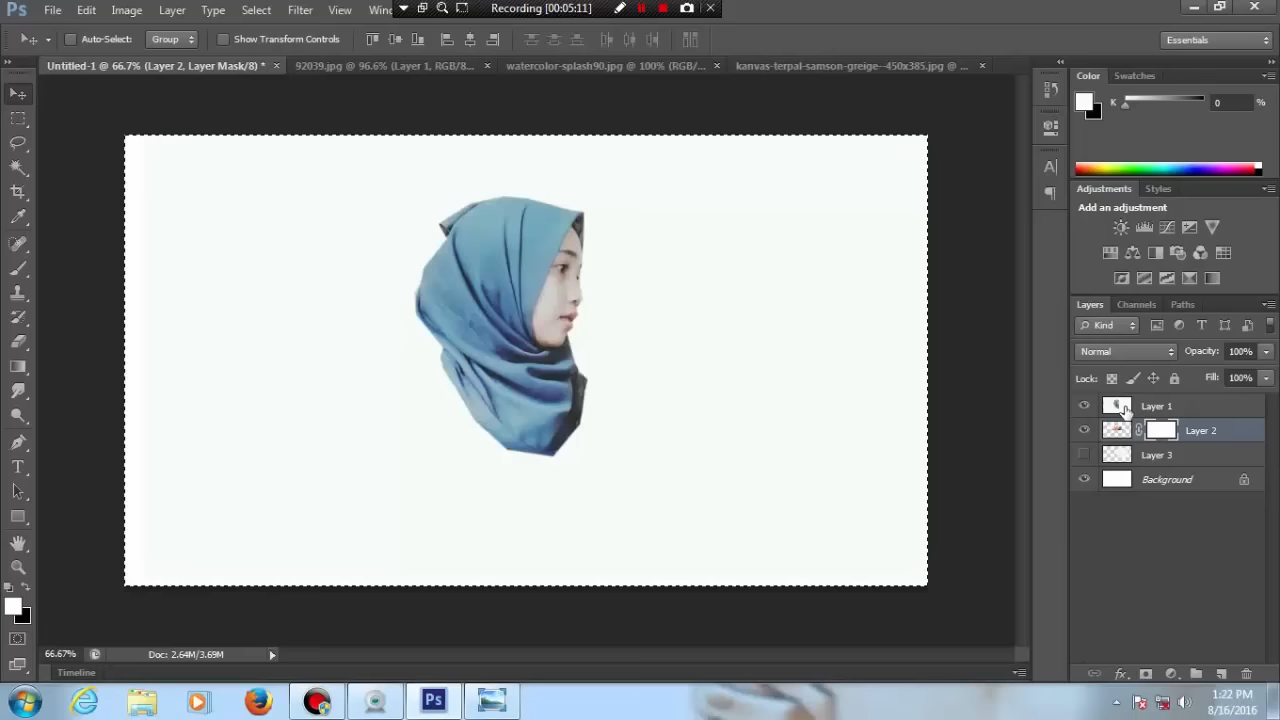 Ps File Edit Image Layer Type Select Filter View Win
Recording [00:05:11]
Auto-Select: Group Show Transform Controls
Essentials
Untitled-1 @ 66.7% (Layer 2, Layer Mask/8) * ×
92039.jpg @ 96.6% (Layer 1, RGB/8... ×
watercolor-splash90.jpg @ 100% (RGB/... ×
kanvas-terpal-samson-greige--450x385.jpg @ ... ×
Color Swatches
K 0 %
Adjustments Styles
Add an adjustment
Layers Channels Paths
Kind
Normal Opacity: 100%
Lock: Fill: 100%
Layer 1
Layer 2
Layer 3
Background
66.67% Doc: 2.64M/3.69M
Timeline
Ps
1:22 PM
8/16/2016